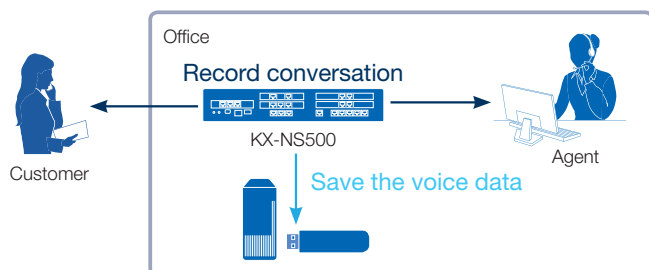 Office
Record conversation
KX-NS500
Customer
Agent
Save the voice data